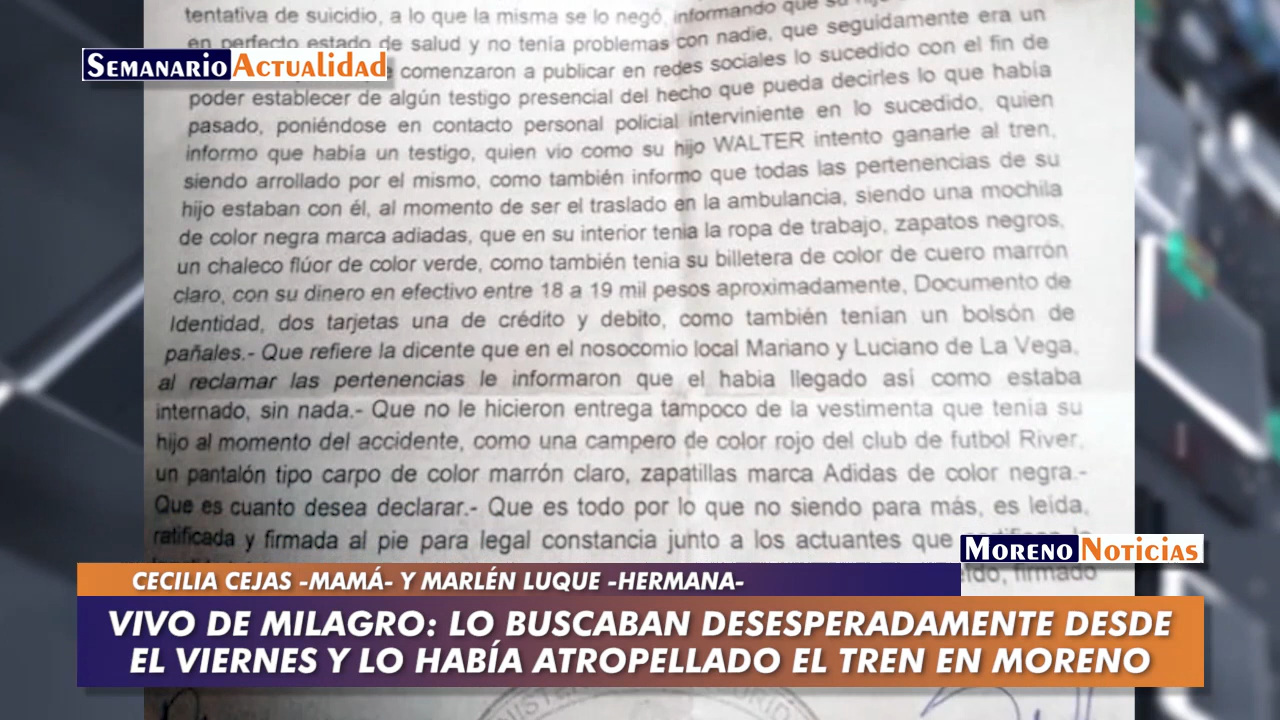 tentativa de suicidio, a lo que la misma se lo negó, informando que su
en perfecto estado de salud y no tenía problemas con nadie, que seguidamente era un
SEMANARIO ACTUALIDAD
comenzaron a publicar en redes sociales lo sucedido con el fin de
poder establecer de algún testigo presencial del hecho que pueda decirles lo que había
pasado, poniéndose en contacto personal policial interviniente en lo sucedido, quien
informo que había un testigo, quien vio como su hijo WALTER intento ganarle al tren,
siendo arrollado por el mismo, como también informo que todas las pertenencias de su
hijo estaban con él, al momento de ser el traslado en la ambulancia, siendo una mochila
de color negra marca adiadas, que en su interior tenia la ropa de trabajo, zapatos negros,
un chaleco flúor de color verde, como también tenia su billetera de color de cuero marrón
claro, con su dinero en efectivo entre 18 a 19 mil pesos aproximadamente, Documento de
Identidad, dos tarjetas una de crédito y debito, como también tenían un bolsón de
pañales.- Que refiere la dicente que en el nosocomio local Mariano y Luciano de La Vega,
al reclamar las pertenencias le informaron que el habia llegado así como estaba
internado, sin nada.- Que no le hicieron entrega tampoco de la vestimenta que tenía su
hijo al momento del accidente, como una campero de color rojo del club de futbol River,
un pantalón tipo carpo de color marrón claro, zapatillas marca Adidas de color negra.-
Que es cuanto desea declarar.- Que es todo por lo que no siendo para más, es leída,
ratificada y firmada al pie para legal constancia junto a los actuantes que
MORENO NOTICIAS
firmado
CECILIA CEJAS -MAMÁ- Y MARLÉN LUQUE -HERMANA-
VIVO DE MILAGRO: LO BUSCABAN DESESPERADAMENTE DESDE
EL VIERNES Y LO HABÍA ATROPELLADO EL TREN EN MORENO